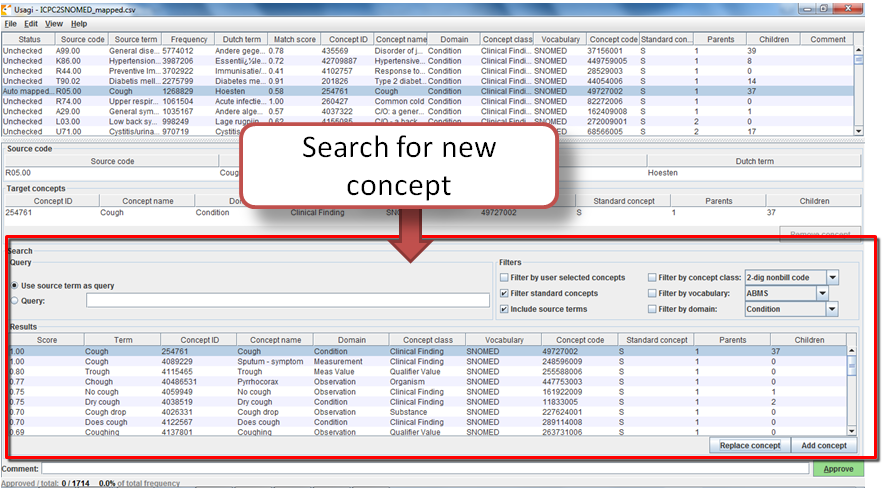 Usagi - ICPC2SNOMED_mapped.csv
File Edit View Help
Status Source code Source term Frequency Dutch term Match score Concept ID Concept name Domain Concept class Vocabulary Concept code Standard con... Parents Children Comment
Unchecked A99.00 General dise... 5774012 Andere gege... 0.78 435569 Disorder of j... Condition Clinical Findi... SNOMED 37156001 S 1 39
Unchecked K86.00 Hypertension... 3987206 Essentiï¿½le 0.72 42709887 Hypertensive... Condition Clinical Findi... SNOMED 449759005 S 1 8
Unchecked R44.00 Preventive Im... 3702922 Immunisatie/... 0.41 4102757 Response to... Condition Clinical Findi... SNOMED 28529003 S 1 0
Unchecked T90.02 Diabetis mell... 2275799 Diabetes me... 0.91 201826 Type 2 diabet... Condition Clinical Findi... SNOMED 44054006 S 1 14
Auto mapped... R05.00 Cough 1268829 Hoesten 0.58 254761 Cough Condition Clinical Findi... SNOMED 49727002 S 1 37
Unchecked R74.00 Upper respir... 1061504 Acute infectie... 1.00 260427 Common cold Condition Clinical Findi... SNOMED 82272006 S 1 0
Unchecked A29.00 General sym... 1035167 Andere alge... 0.57 4037322 C/O: a gener... Condition Clinical Findi... SNOMED 162409008 S 1 1
Unchecked L03.00 Low back sy... 998249 Lage rugpijn Condition Clinical Findi... SNOMED 272009001 S 2 0
Unchecked U71.00 Cystitis/urina... 970719 Cystitis Clinical Findi... SNOMED 68566005 S 2 17
Search for new
concept
Source code
Source code Dutch term
R05.00 Cough Hoesten
Target concepts
Concept ID Concept name Standard concept Parents Children
254761 Cough Condition Clinical Finding 49727002 S 1 37
Remove concept
Search
Query
Use source term as query
Query:
Filters
Filter by user selected concepts Filter by concept class: 2-dig nonbill code
Filter standard concepts Filter by vocabulary: ABMS
Include source terms Filter by domain: Condition
Results
Score Term Concept ID Concept name Domain Concept class Vocabulary Concept code Standard concept Parents Children
1.00 Cough 254761 Cough Condition Clinical Finding SNOMED 49727002 S 1 37
1.00 Cough 4089229 Sputum - symptom Measurement Clinical Finding SNOMED 248596009 S 1 0
0.80 Trough 4115465 Trough Meas Value Qualifier Value SNOMED 255588006 S 1 0
0.77 Chough 40486531 Pyrrhocorax Observation Organism SNOMED 447753003 S 1 0
0.75 No cough 4059949 No cough Condition Clinical Finding SNOMED 161922009 S 1 1
0.75 Dry cough 4038519 Dry cough Condition Clinical Finding SNOMED 11833005 S 1 2
0.70 Cough drop 4026331 Cough drop Observation Substance SNOMED 227624001 S 1 0
0.70 Does cough 4122567 Does cough Condition Clinical Finding SNOMED 289114008 S 1 0
0.69 Coughing 4137801 Coughing Observation Qualifier Value SNOMED 263731006 S 1 0
Replace concept Add concept
Comment: Approve
Approved / total: 0 / 1714 0.0% of total frequency